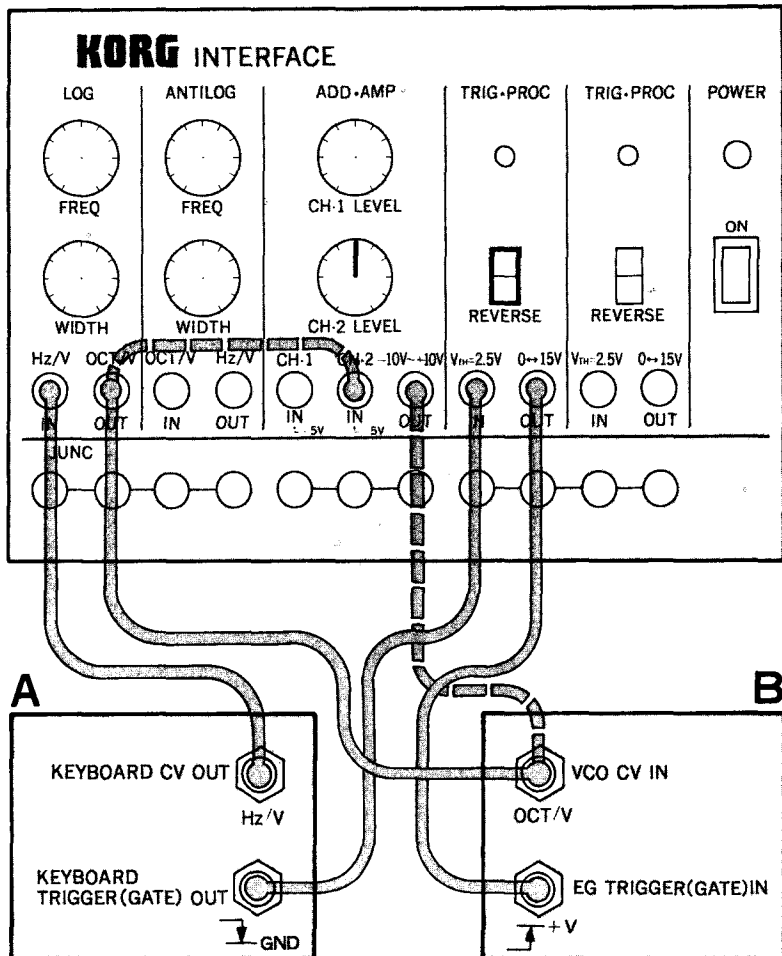 KORG INTERFACE
LOG ANTILOG ADD·AMP TRIG·PROC TRIG·PROC POWER
FREQ FREQ CH·1 LEVEL
ON
WIDTH WIDTH CH·2 LEVEL REVERSE REVERSE
Hz/V OCT/V OCT/V Hz/V CH·1 CH·2 -10V~+10V VTH=2.5V 0↔15V VTH=2.5V 0↔15V
IN OUT IN OUT IN IN OUT IN OUT IN OUT
5V 5V
JUNC
A B
KEYBOARD CV OUT VCO CV IN
Hz/V OCT/V
KEYBOARD
TRIGGER(GATE) OUT EG TRIGGER(GATE)IN
GND +V